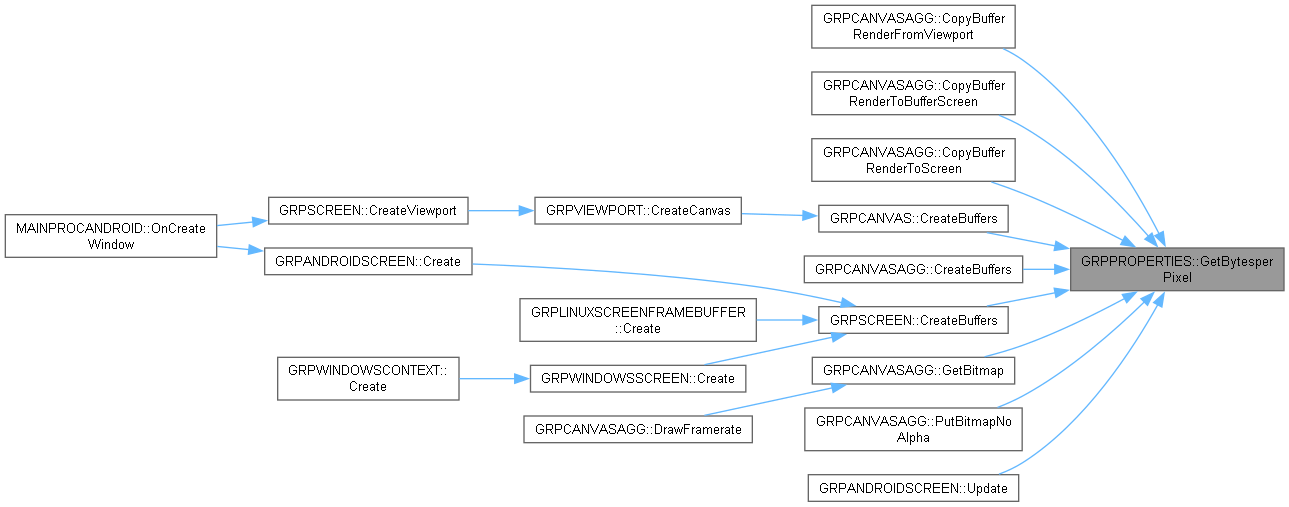 GRPCANVASAGG::CopyBuffer
RenderFromViewport
GRPCANVASAGG::CopyBuffer
RenderToBufferScreen
GRPCANVASAGG::CopyBuffer
RenderToScreen
GRPSCREEN::CreateViewport
GRPVIEWPORT::CreateCanvas
GRPCANVAS::CreateBuffers
MAINPROCANDROID::OnCreate
Window
GRPANDROIDSCREEN::Create
GRPCANVASAGG::CreateBuffers
GRPPROPERTIES::GetBytesper
Pixel
GRPLINUXSCREENFRAMEBUFFER
::Create
GRPSCREEN::CreateBuffers
GRPWINDOWSCONTEXT::
Create
GRPWINDOWSSCREEN::Create
GRPCANVASAGG::GetBitmap
GRPCANVASAGG::DrawFramerate
GRPCANVASAGG::PutBitmapNo
Alpha
GRPANDROIDSCREEN::Update